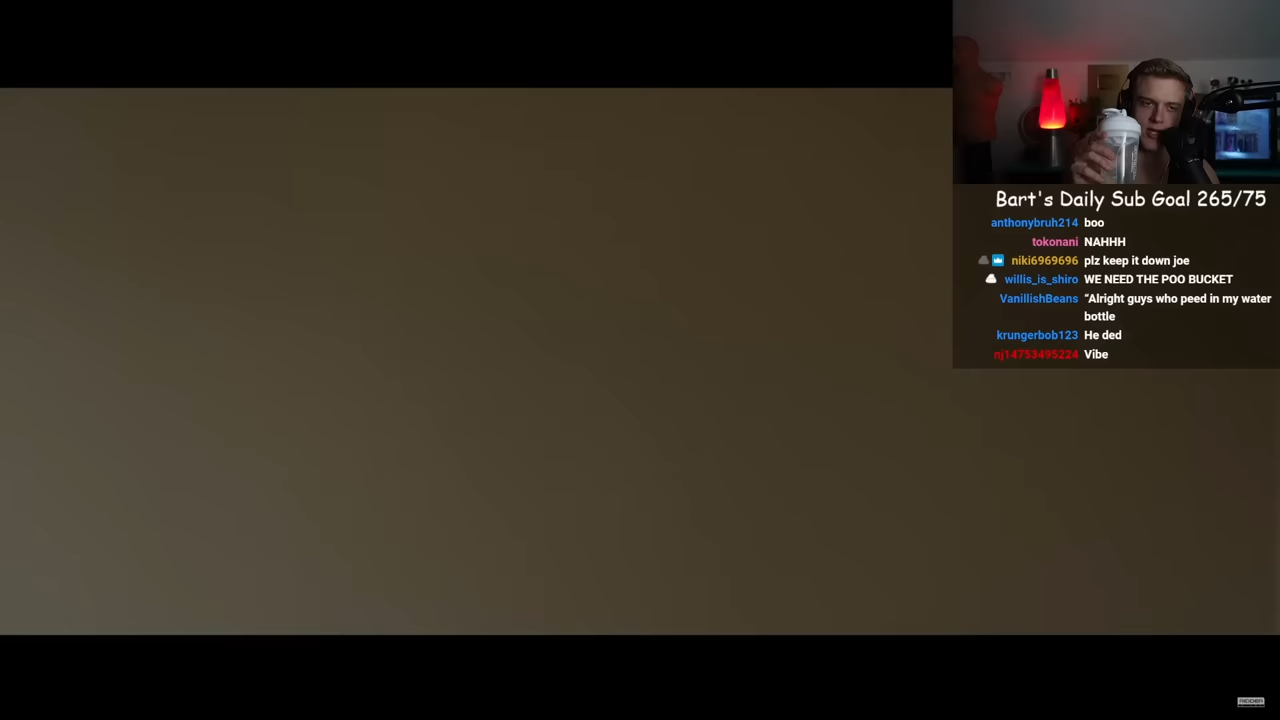 Bart's Daily Sub Goal 265/75
anthonybruh214 boo
tokonani NAHHH
niki6969696 plz keep it down joe
willis_is_shiro WE NEED THE POO BUCKET
VanillishBeans “Alright guys who peed in my water
bottle
krungerbob123 He ded
nj14753495224 Vibe